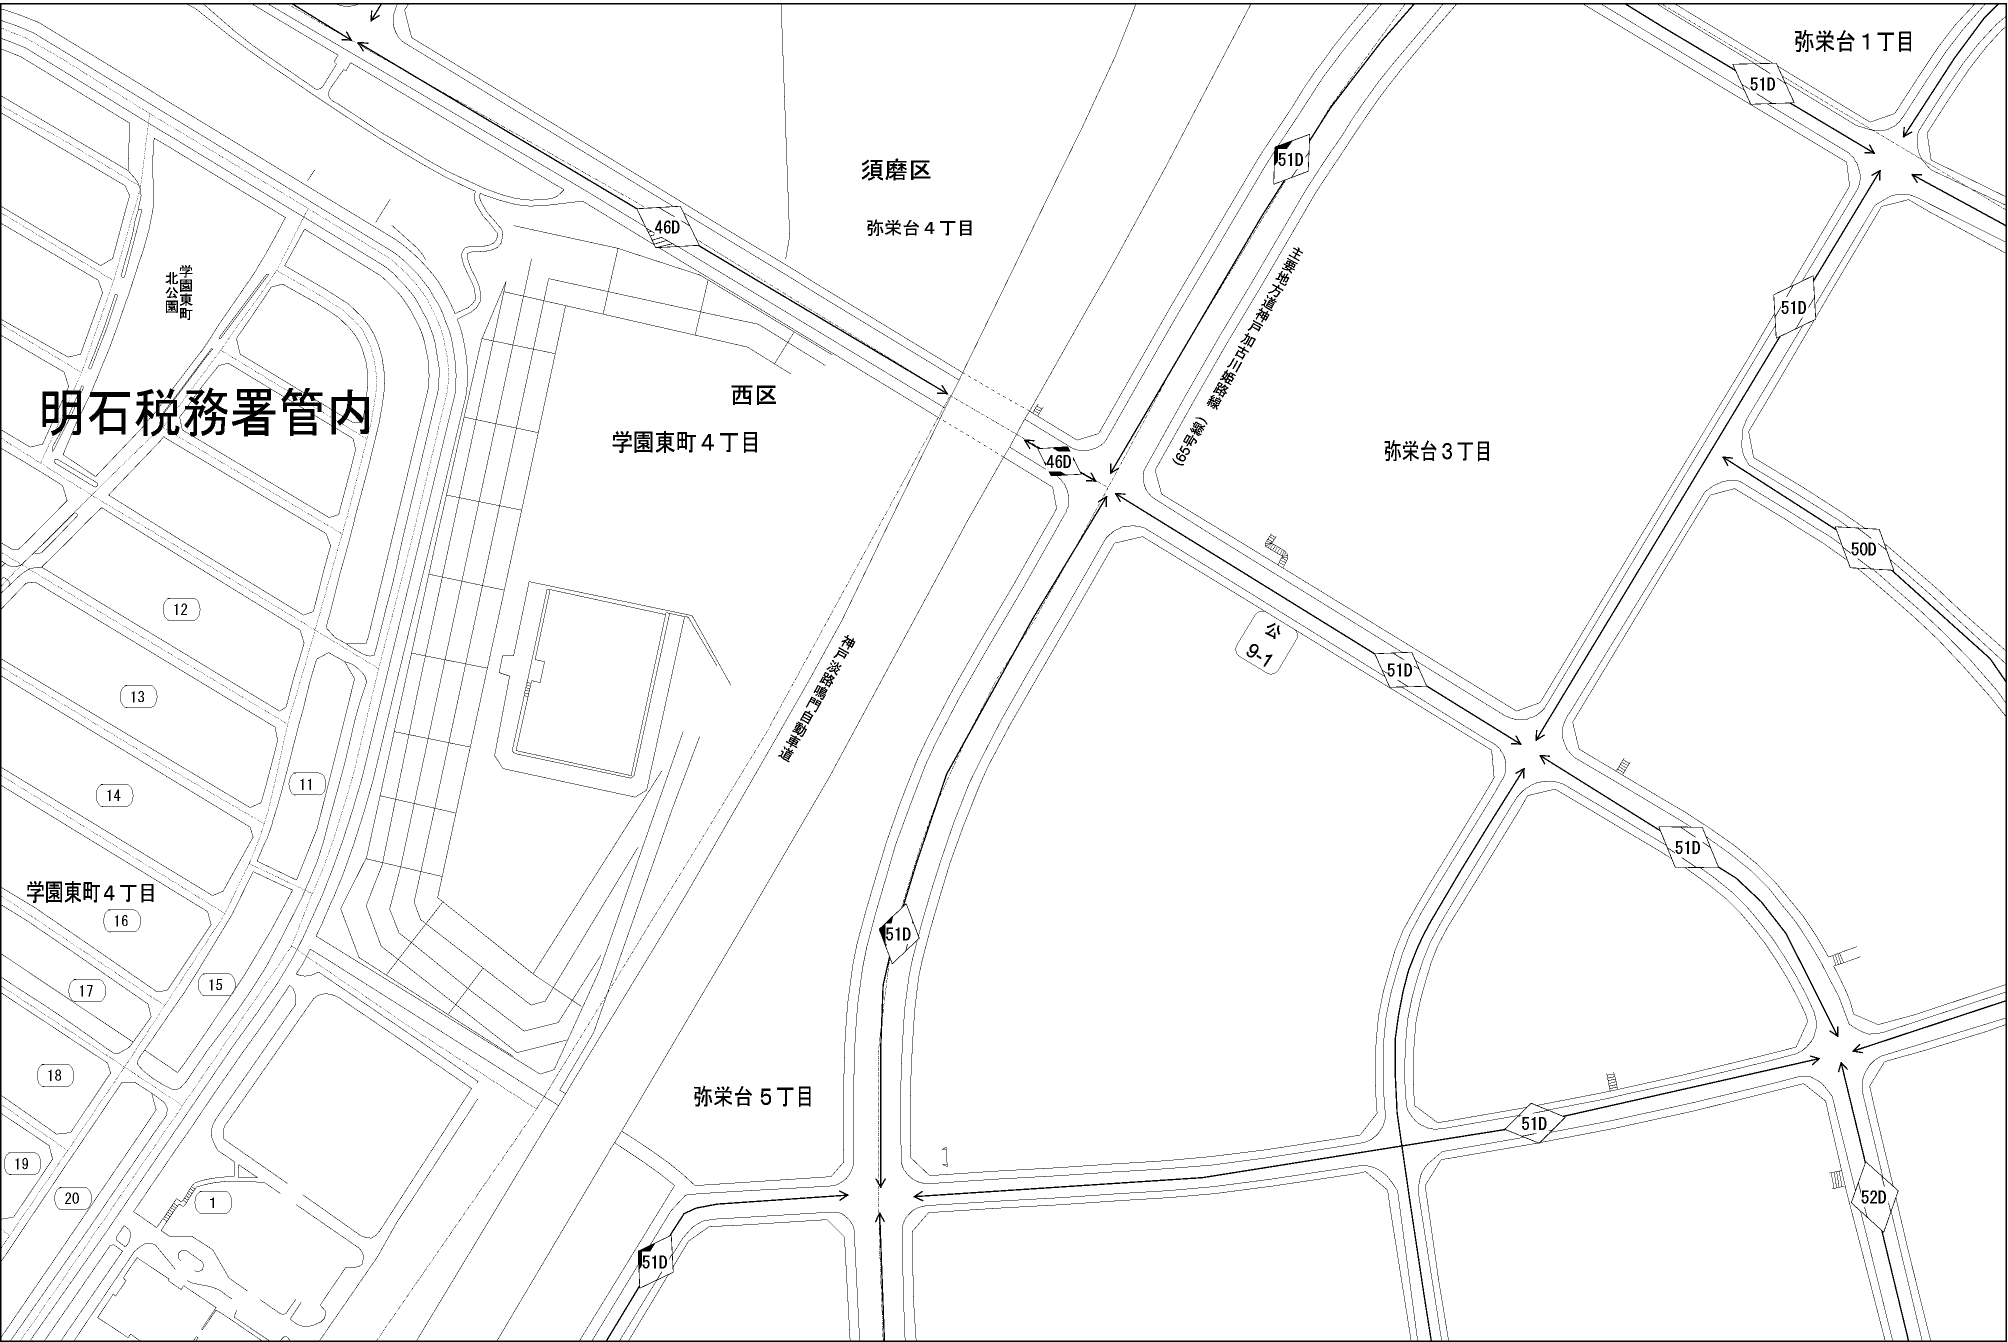 弥栄台１丁目
51D
51D
須磨区
46D
弥栄台４丁目
学園東町
北公園
主要地方道神戸加古川姫路線
(65号線)
51D
明石税務署管内
西区
学園東町４丁目
46D
弥栄台３丁目
50D
12
公
9-1
神戸淡路鳴門自動車道
51D
13
11
14
51D
学園東町４丁目
16
51D
15
17
18
弥栄台５丁目
51D
19
20
1
52D
51D